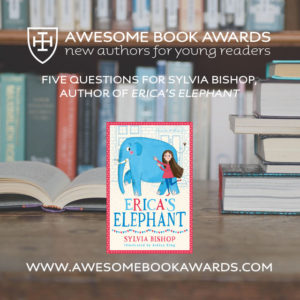 AWESOME BOOK AWARDS
new authors for young readers
FIVE QUESTIONS FOR SYLVIA BISHOP,
AUTHOR OF ERICA'S ELEPHANT
ERICA'S
ELEPHANT
SYLVIA BISHOP
WWW.AWESOMEBOOKAWARDS.COM